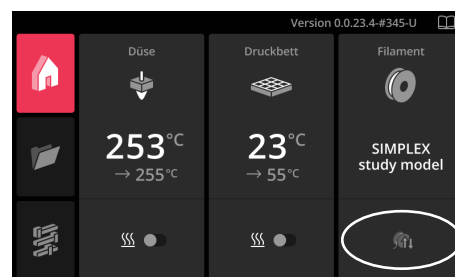 Version 0.0.23.4-#345-U
Düse
Druckbett
Filament
253°C
→ 255°C
23°C
→ 55°C
SIMPLEX
study model